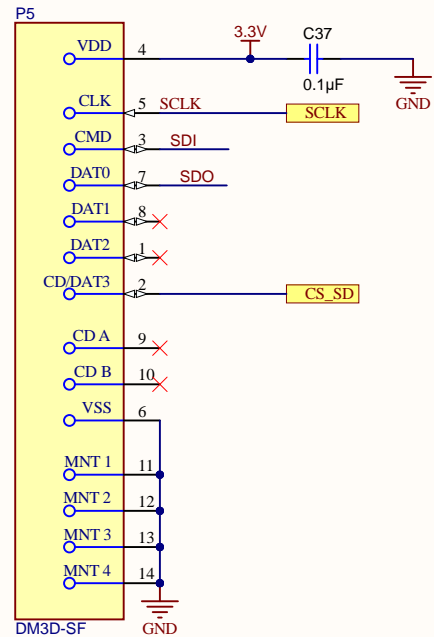 P5
3.3V
C37
VDD 4
0.1µF
GND
CLK 5 SCLK SCLK
CMD 3 SDI
DAT0 7 SDO
DAT1 8
DAT2 1
CD/DAT3 2 CS_SD
CD A 9
CD B 10
VSS 6
MNT 1 11
MNT 2 12
MNT 3 13
MNT 4 14
DM3D-SF
GND